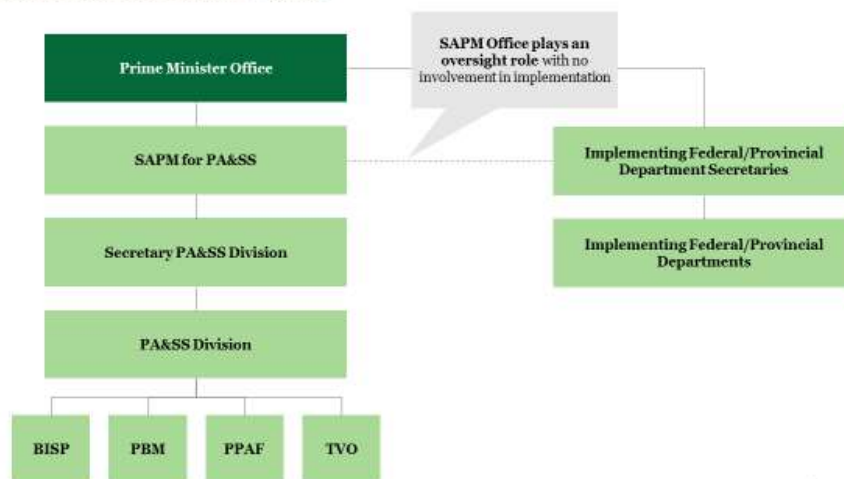 SAPM Office plays an
oversight role with no
involvement in implementation
Prime Minister Office
SAPM for PA&SS
Implementing Federal/Provincial
Department Secretaries
Secretary PA&SS Division
Implementing Federal/Provincial
Departments
PA&SS Division
BISP
PBM
PPAF
TVO